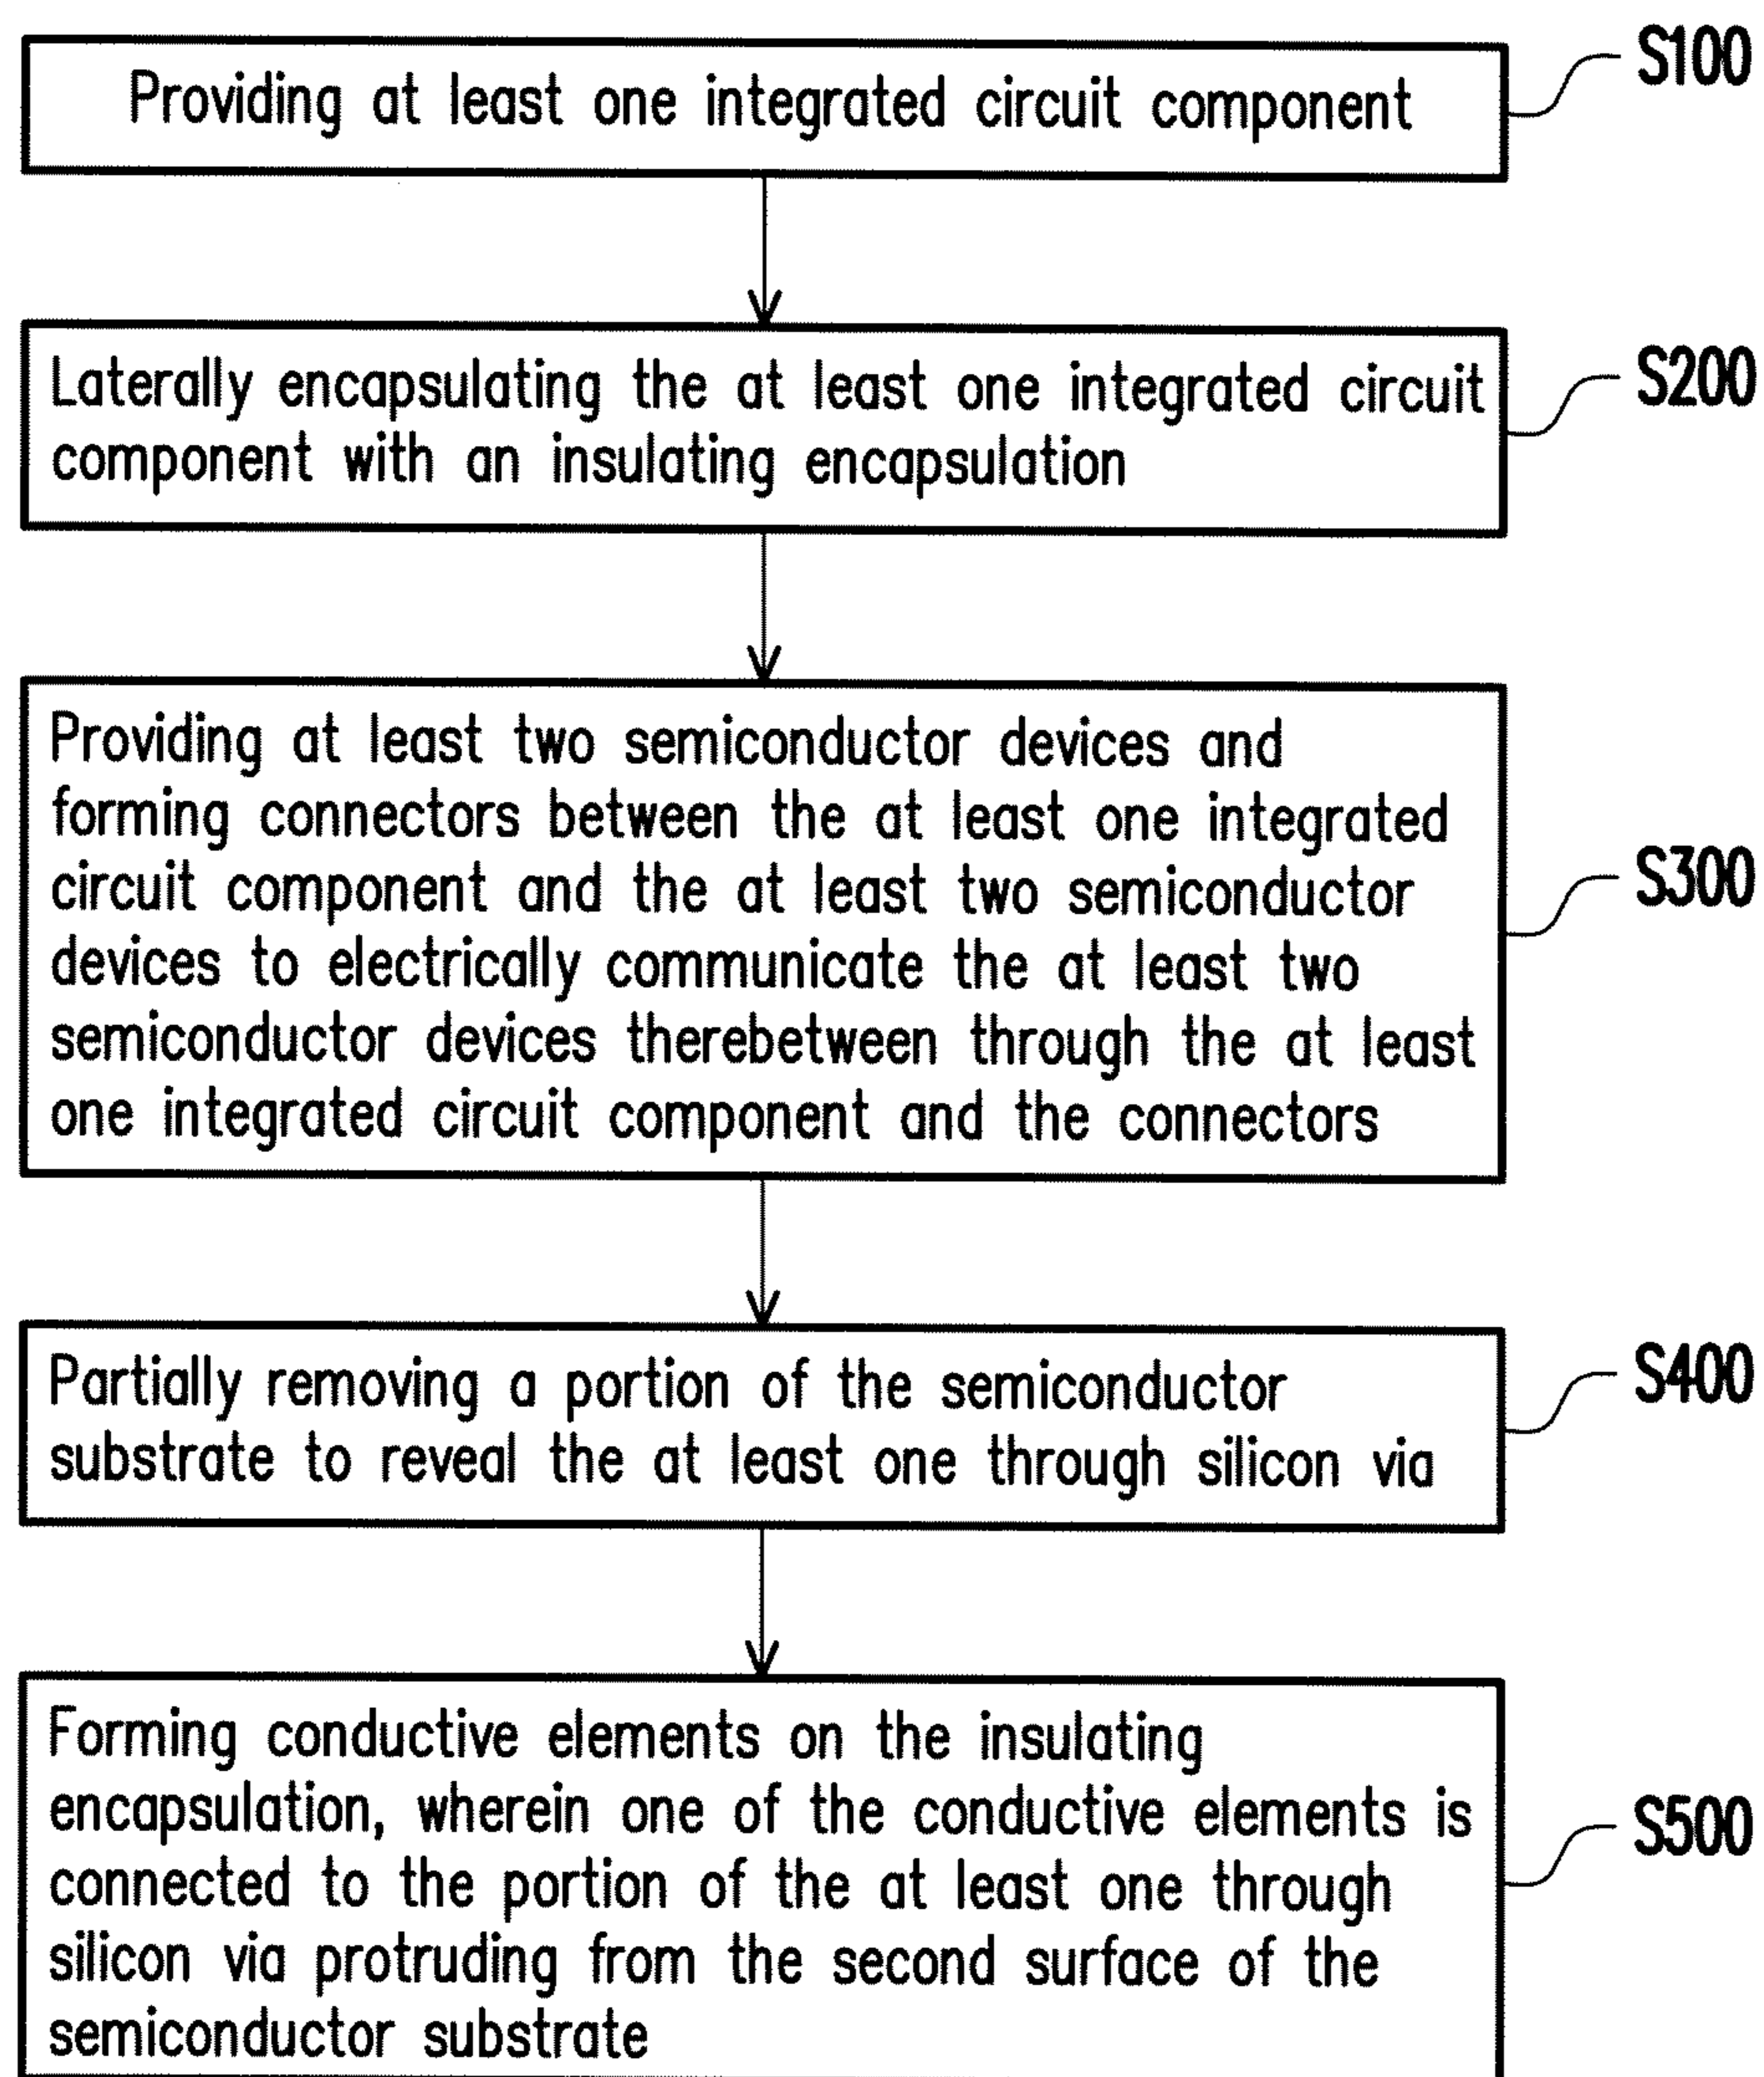 Providing at least one integrated circuit component
S100
Laterally encapsulating the at least one integrated circuit
component with an insulating encapsulation
S200
Providing at least two semiconductor devices and
forming connectors between the at least one integrated
circuit component and the at least two semiconductor
devices to electrically communicate the at least two
semiconductor devices therebetween through the at least
one integrated circuit component and the connectors
S300
Partially removing a portion of the semiconductor
substrate to reveal the at least one through silicon via
S400
Forming conductive elements on the insulating
encapsulation, wherein one of the conductive elements is
connected to the portion of the at least one through
silicon via protruding from the second surface of the
semiconductor substrate
S500